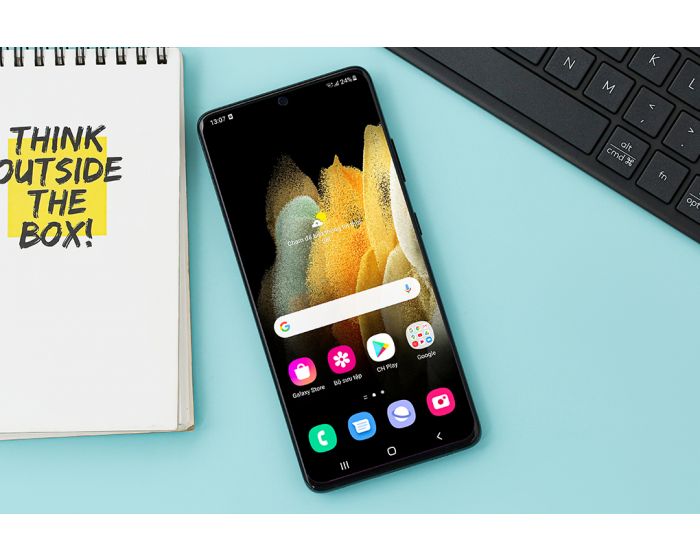 THINK
OUTSIDE
THE
BOX!
13:07
24%
Galaxy Store
Bộ sưu tập
CH Play
Google
N
M
K
L
<
,
>
.
alt
cmd ⌘
fn